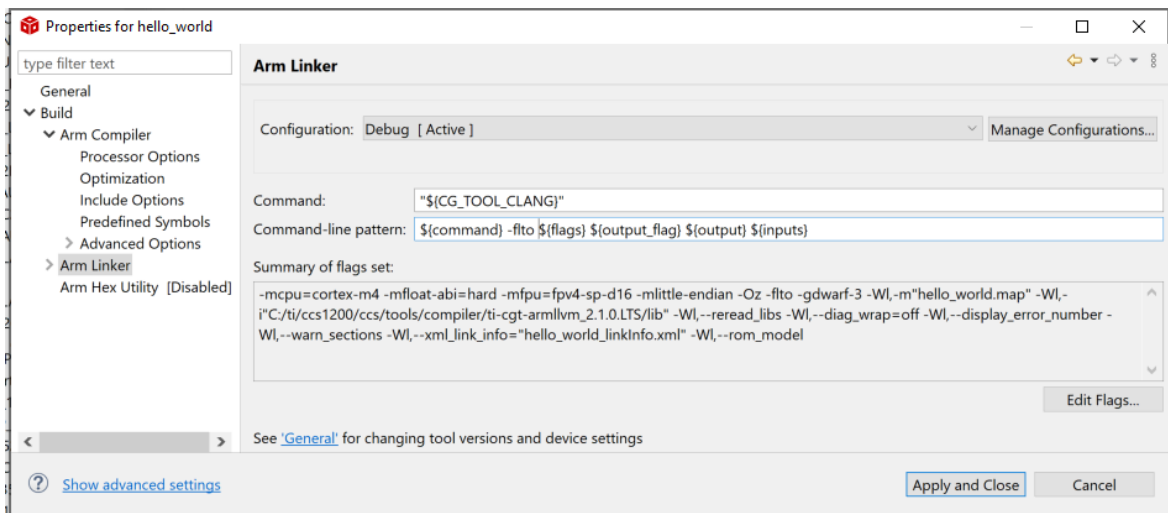 Properties for hello_world
type filter text
General
Build
Arm Compiler
Processor Options
Optimization
Include Options
Predefined Symbols
Advanced Options
Arm Linker
Arm Hex Utility [Disabled]
Arm Linker
Configuration: Debug [ Active ]
Manage Configurations...
Command: "${CG_TOOL_CLANG}"
Command-line pattern: ${command} -flto ${flags} ${output_flag} ${output} ${inputs}
Summary of flags set:
-mcpu=cortex-m4 -mfloat-abi=hard -mfpu=fpv4-sp-d16 -mlittle-endian -Oz -flto -gdwarf-3 -Wl,-m"hello_world.map" -Wl,-
i"C:/ti/ccs1200/ccs/tools/compiler/ti-cgt-armllvm_2.1.0.LTS/lib" -Wl,--reread_libs -Wl,--diag_wrap=off -Wl,--display_error_number -
Wl,--warn_sections -Wl,--xml_link_info="hello_world_linkInfo.xml" -Wl,--rom_model
Edit Flags...
See 'General' for changing tool versions and device settings
Show advanced settings
Apply and Close
Cancel